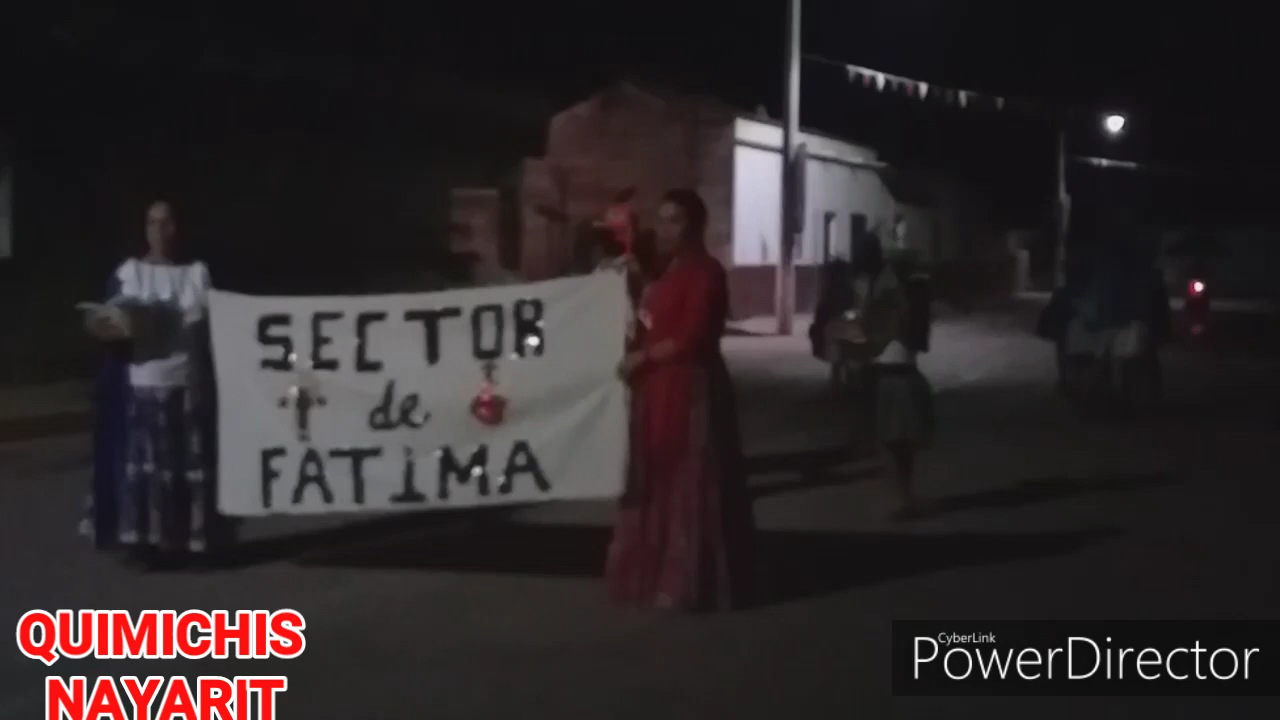 SECTOR
de
FATIMA
QUIMICHIS
NAYARIT
CyberLink
PowerDirector